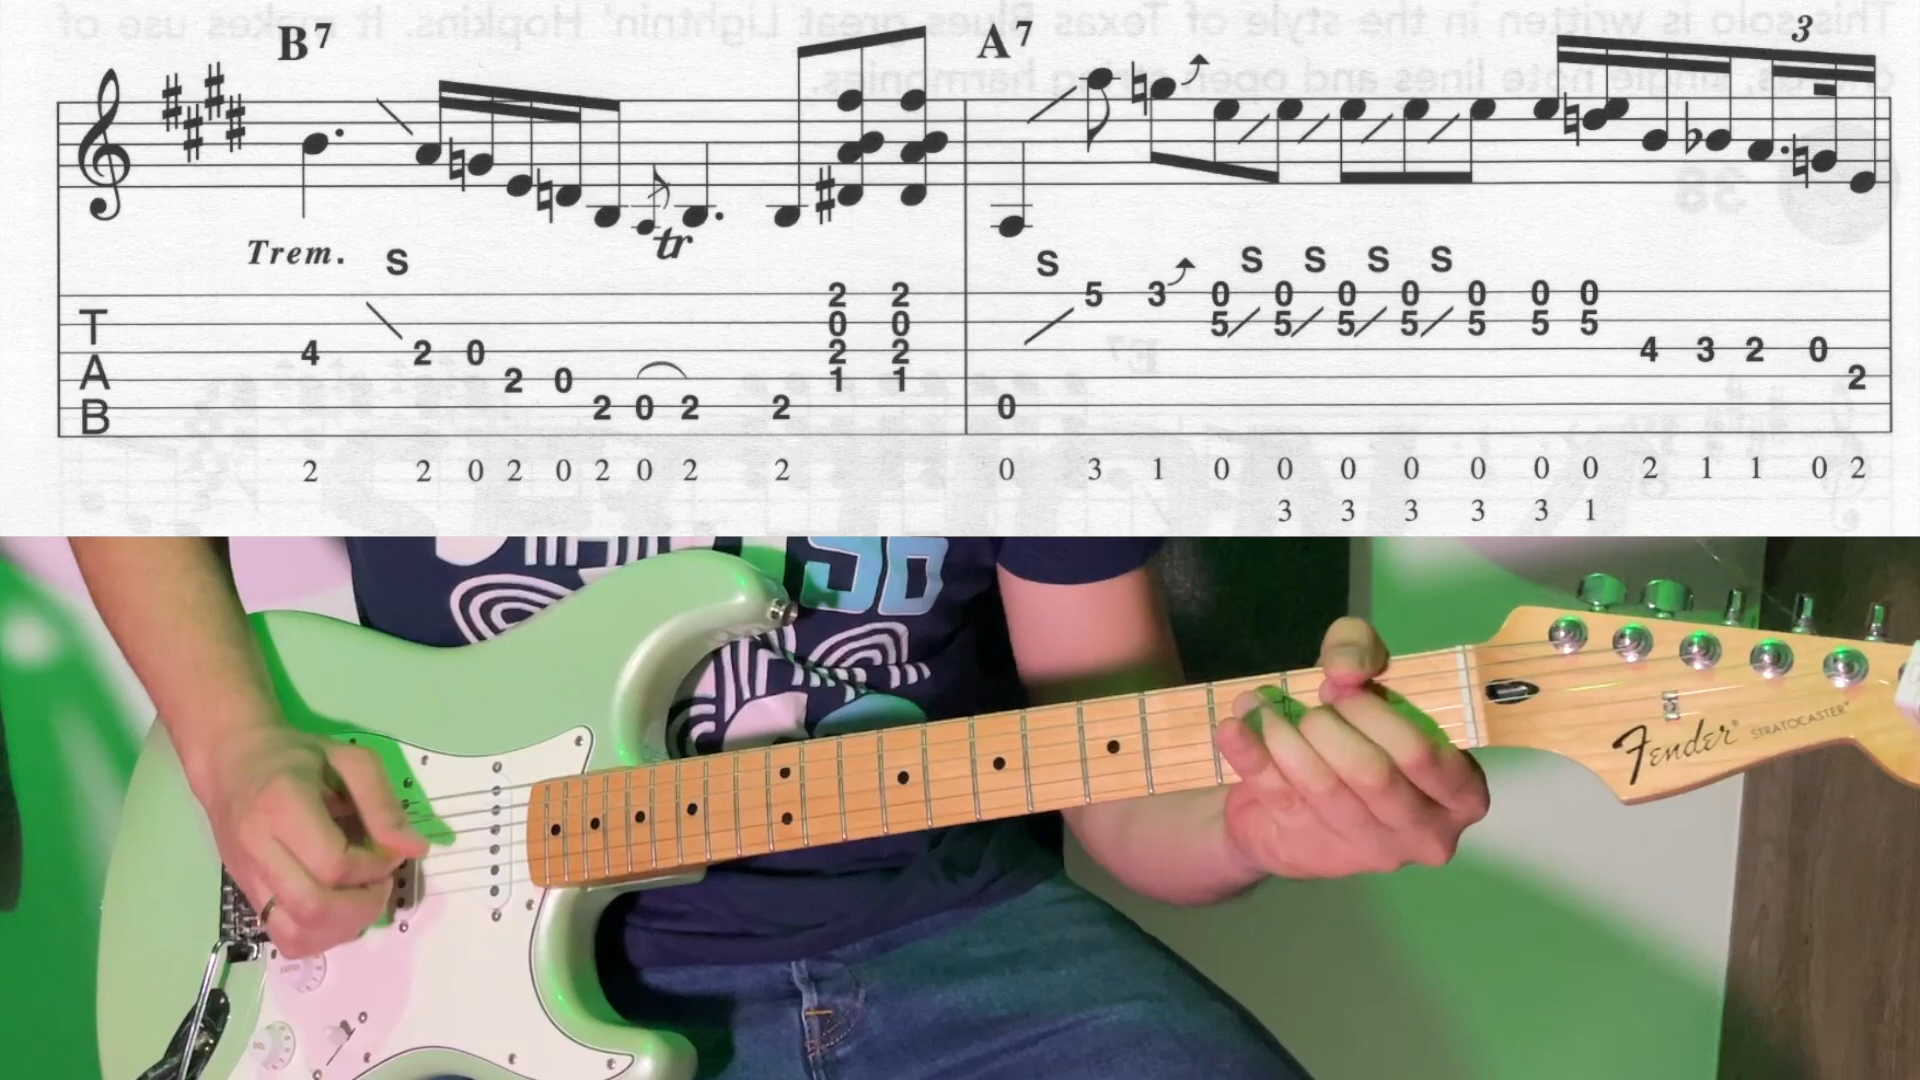 This solo is written in the style of Texas Blues great Lightnin' Hopkins. It makes use of
single note lines and open string harmonies.
B7 A7 3
38
Trem. S tr S S S S S
E7
2 2 5 3 0 0 0 0 0 0 0
T 0 0 5 5 5 5 5 5 5
4 2 0 2 2 4 3 2 0
A 2 0 1 1 2
B 2 0 2 2 0
2 2 0 2 0 2 0 2 2 0 3 1 0 0 0 0 0 0 0 2 1 1 0 2
3 3 3 3 3 1
SD
Fender STRATOCASTER